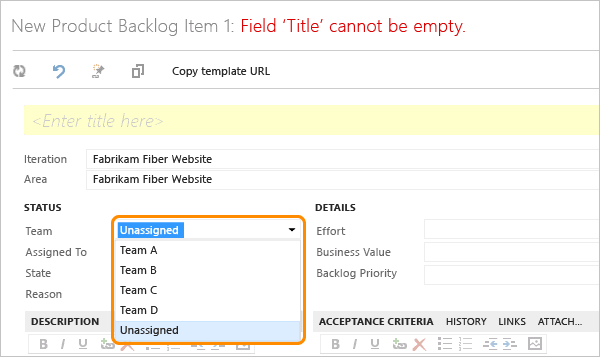 New Product Backlog Item 1: Field ‘Title’ cannot be empty.
Copy template URL
<Enter title here>
Iteration Fabrikam Fiber Website
Area Fabrikam Fiber Website
STATUS DETAILS
Team Unassigned Effort
Assigned To Team A Business Value
State Team B Backlog Priority
Reason Team C
Team D
Unassigned
DESCRIPTION ACCEPTANCE CRITERIA HISTORY LINKS ATTACH...
B I U B I U